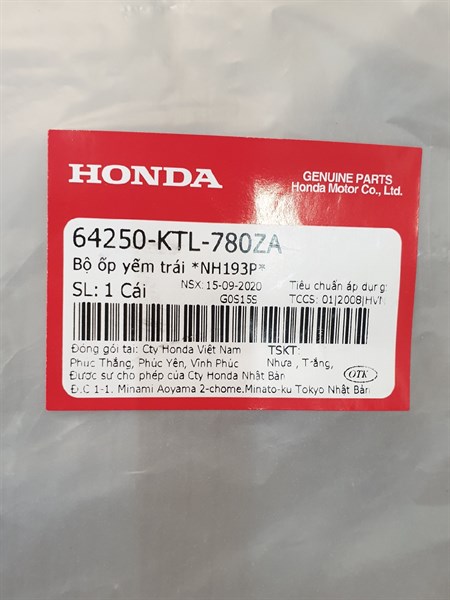 HONDA
GENUINE PARTS
Honda Motor Co., Ltd.
64250-KTL-780ZA
Bộ ốp yếm trái *NH193P*
SL: 1 Cái
NSX: 15-09-2020
G0S15S
Tiêu chuẩn áp dụng:
TCCS: 01|2008|HVN
Đóng gói tại: Cty Honda Việt Nam
Phúc Thắng, Phúc Yên, Vĩnh Phúc
Được sự cho phép của Cty Honda Nhật Bản
Đ.C 1-1. Minami Aoyama 2-chome.Minato-ku Tokyo Nhật Bản
TSKT:
Nhựa , Trắng,
OTK